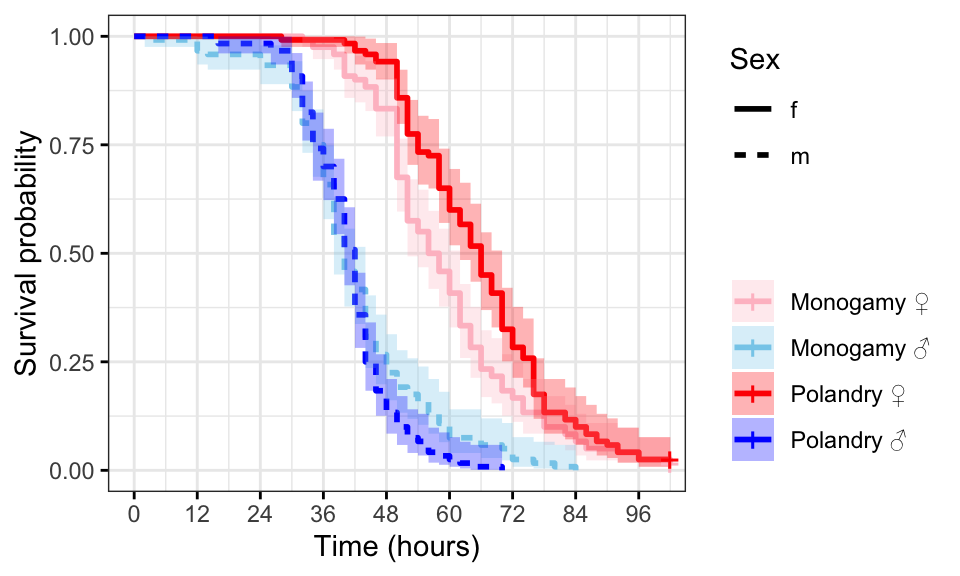 Survival probability
1.00
0.75
0.50
0.25
0.00
0 12 24 36 48 60 72 84 96
Time (hours)
Sex
f
m
Monogamy ♀
Monogamy ♂
Polandry ♀
Polandry ♂